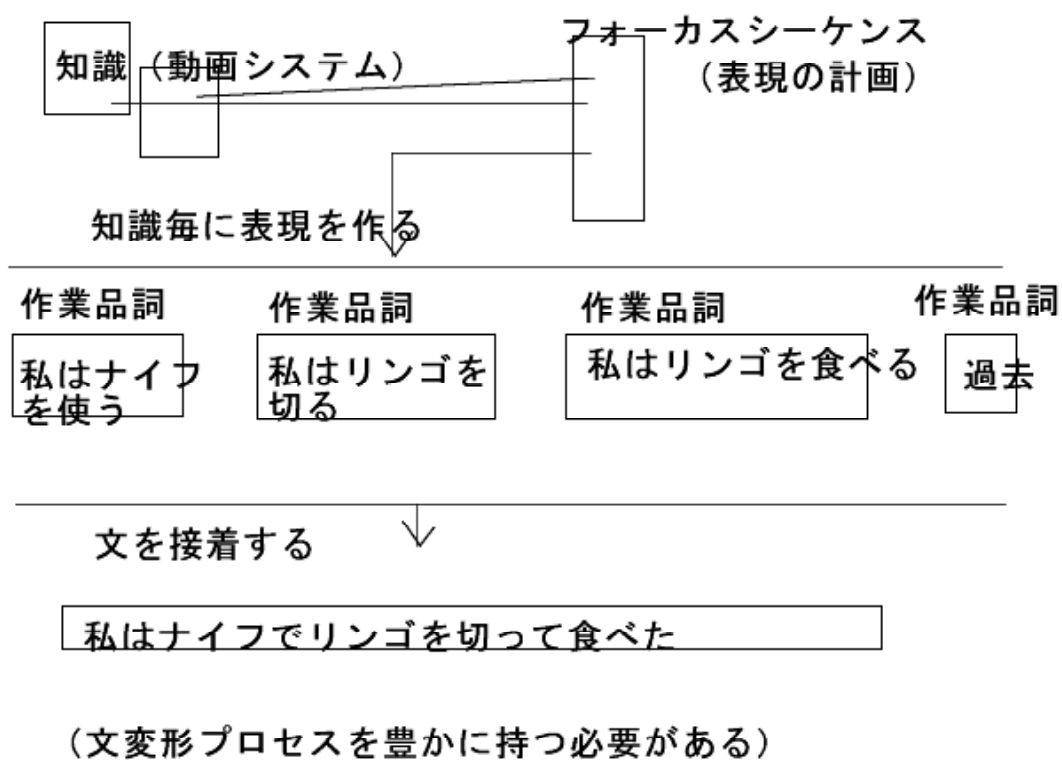 フォーカスシーケンス
知識（動画システム）
（表現の計画）
知識毎に表現を作る
作業品詞
作業品詞
作業品詞
作業品詞
私はナイフ
を使う
私はリンゴを
切る
私はリンゴを食べる
過去
文を接着する
私はナイフでリンゴを切って食べた
（文変形プロセスを豊かに持つ必要がある）